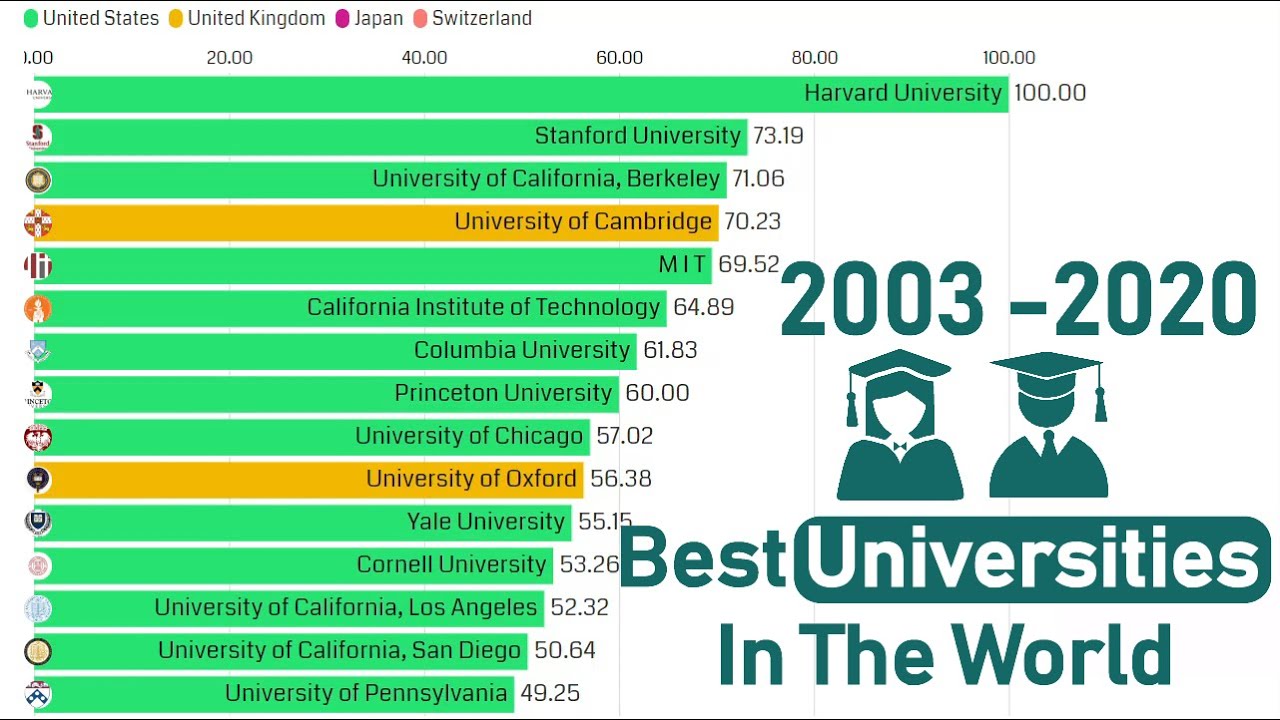 United States United Kingdom Japan Switzerland
0.00 20.00 40.00 60.00 80.00 100.00
Harvard University 100.00
Stanford University 73.19
University of California, Berkeley 71.06
University of Cambridge 70.23
MIT 69.52
California Institute of Technology 64.89
Columbia University 61.83
Princeton University 60.00
University of Chicago 57.02
University of Oxford 56.38
Yale University 55.15
Cornell University 53.26
University of California, Los Angeles 52.32
University of California, San Diego 50.64
University of Pennsylvania 49.25
2003 -2020
Best Universities
In The World